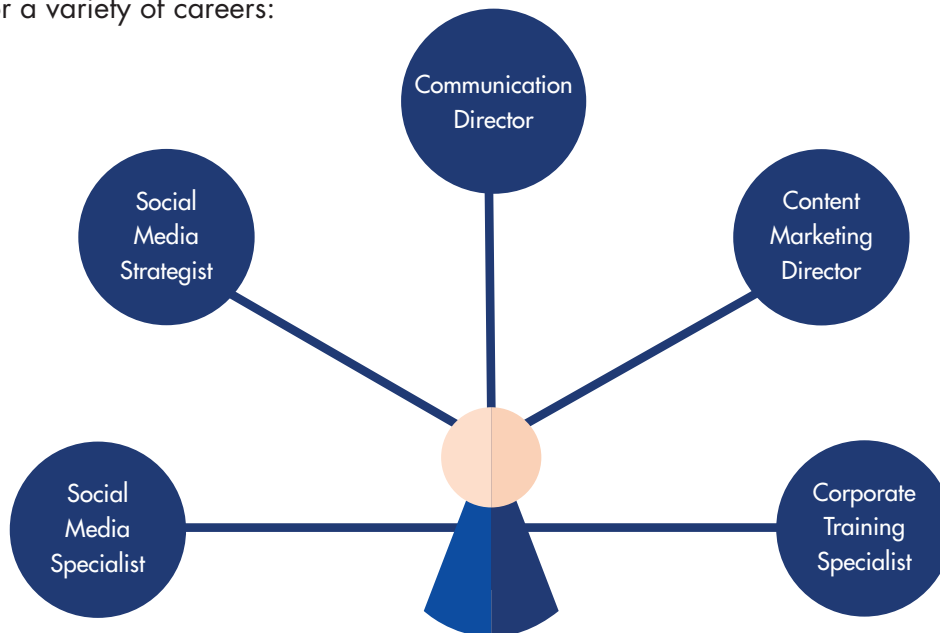 r a variety of careers:
Communication
Director
Social
Media
Strategist
Content
Marketing
Director
Social
Media
Specialist
Corporate
Training
Specialist